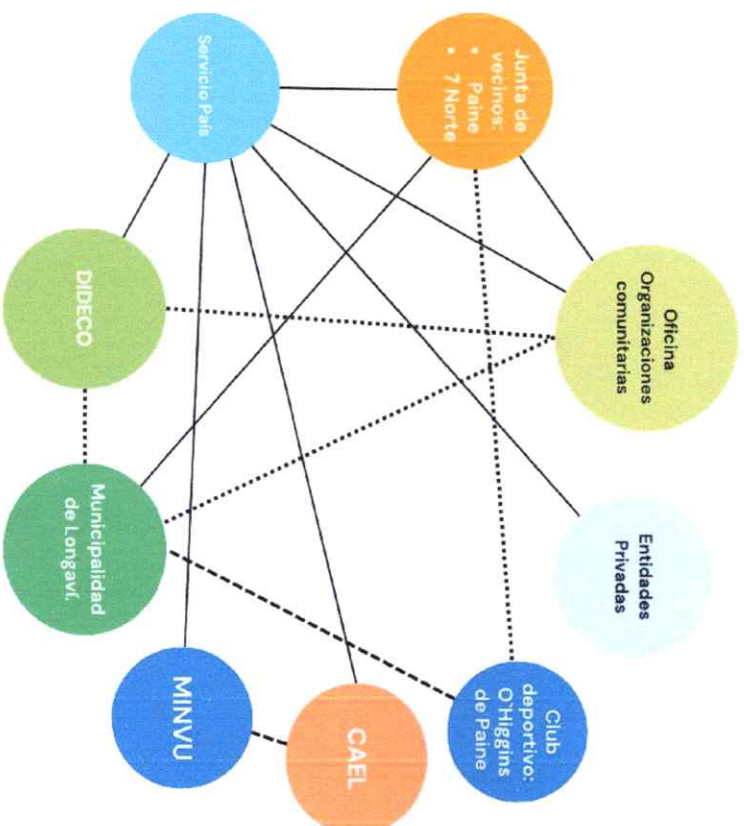 Junta de
vecinos:
• Paine
• 7 Norte
Oficina
Organizaciones
comunitarias
Servicio País
Entidades
Privadas
DIDECO
Club
deportivo:
O'Higgins
de Paine
Municipalidad
de Longaví.
CAEL
MINVU